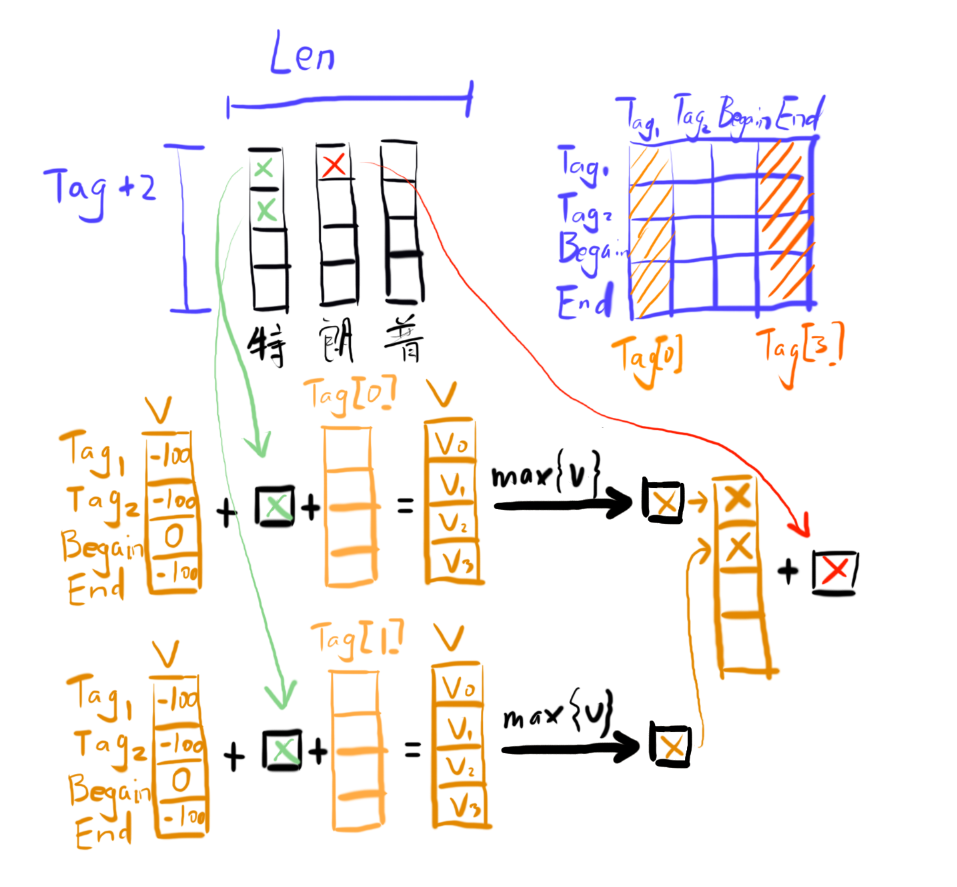 Len
Tag +2
特 朗 普
Tag1 Tag2 Begain End
Tag1
Tag2
Begain
End
Tag[0] Tag[3]
V Tag[0] V
Tag1 -100
Tag2 -100
Begain 0
End -100
+ X + = V0 V1 V2 V3
max{V}
X X X + X
V Tag[1] V
Tag1 -100
Tag2 -100
Begain 0
End -100
+ X + = V0 V1 V2 V3
max{V}
X